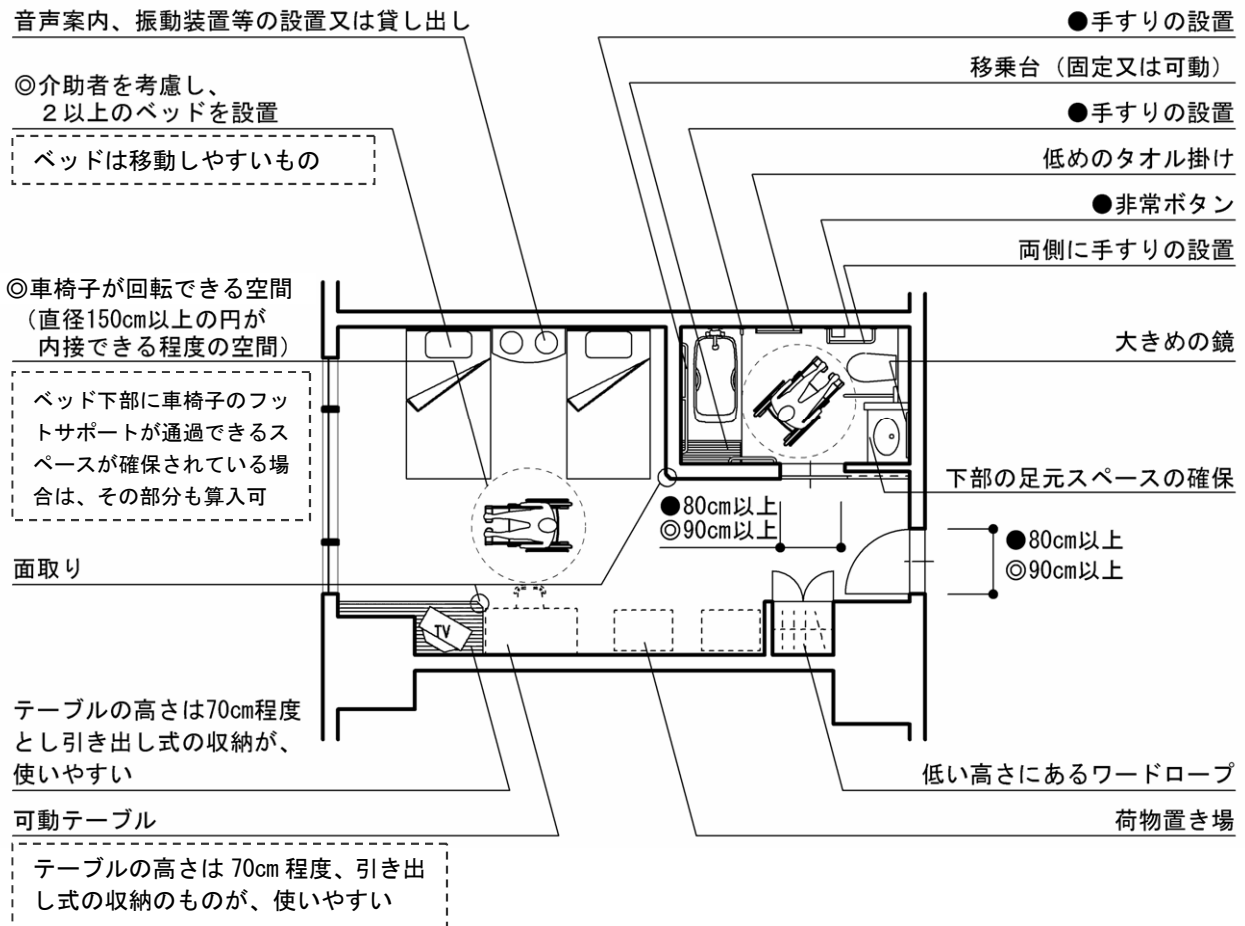 音声案内、振動装置等の設置又は貸し出し
◎介助者を考慮し、
2以上のベッドを設置
ベッドは移動しやすいもの
◎車椅子が回転できる空間
（直径150cm以上の円が
内接できる程度の空間）
ベッド下部に車椅子のフッ
トサポートが通過できるス
ペースが確保されている場
合は、その部分も算入可
面取り
テーブルの高さは70cm程度
とし引き出し式の収納が、
使いやすい
可動テーブル
テーブルの高さは 70cm 程度、引き出
し式の収納のものが、使いやすい
●手すりの設置
移乗台（固定又は可動）
●手すりの設置
低めのタオル掛け
●非常ボタン
両側に手すりの設置
大きめの鏡
下部の足元スペースの確保
●80cm以上
◎90cm以上
●80cm以上
◎90cm以上
TV
低い高さにあるワードロープ
荷物置き場